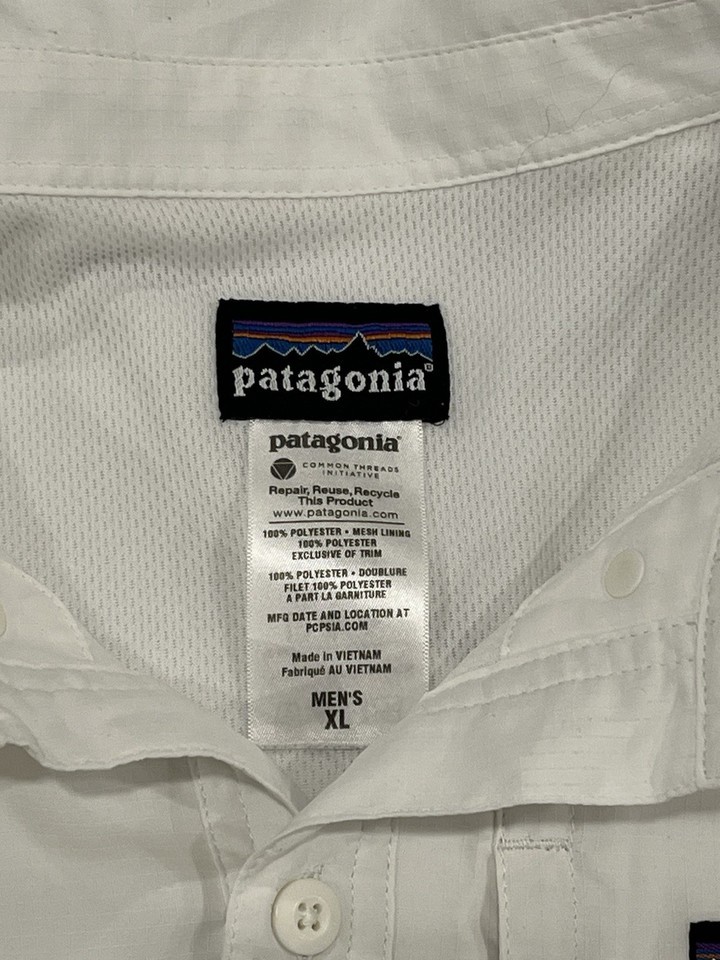 patagonia®
patagonia®
COMMON THREADS
INITIATIVE
Repair, Reuse, Recycle
This Product
www.patagonia.com
100% POLYESTER • MESH LINING
100% POLYESTER
EXCLUSIVE OF TRIM
100% POLYESTER • DOUBLURE
FILET 100% POLYESTER
A PART LA GARNITURE
MFG DATE AND LOCATION AT
PCPSIA.COM
Made in VIETNAM
Fabriqué AU VIETNAM
MEN'S
XL